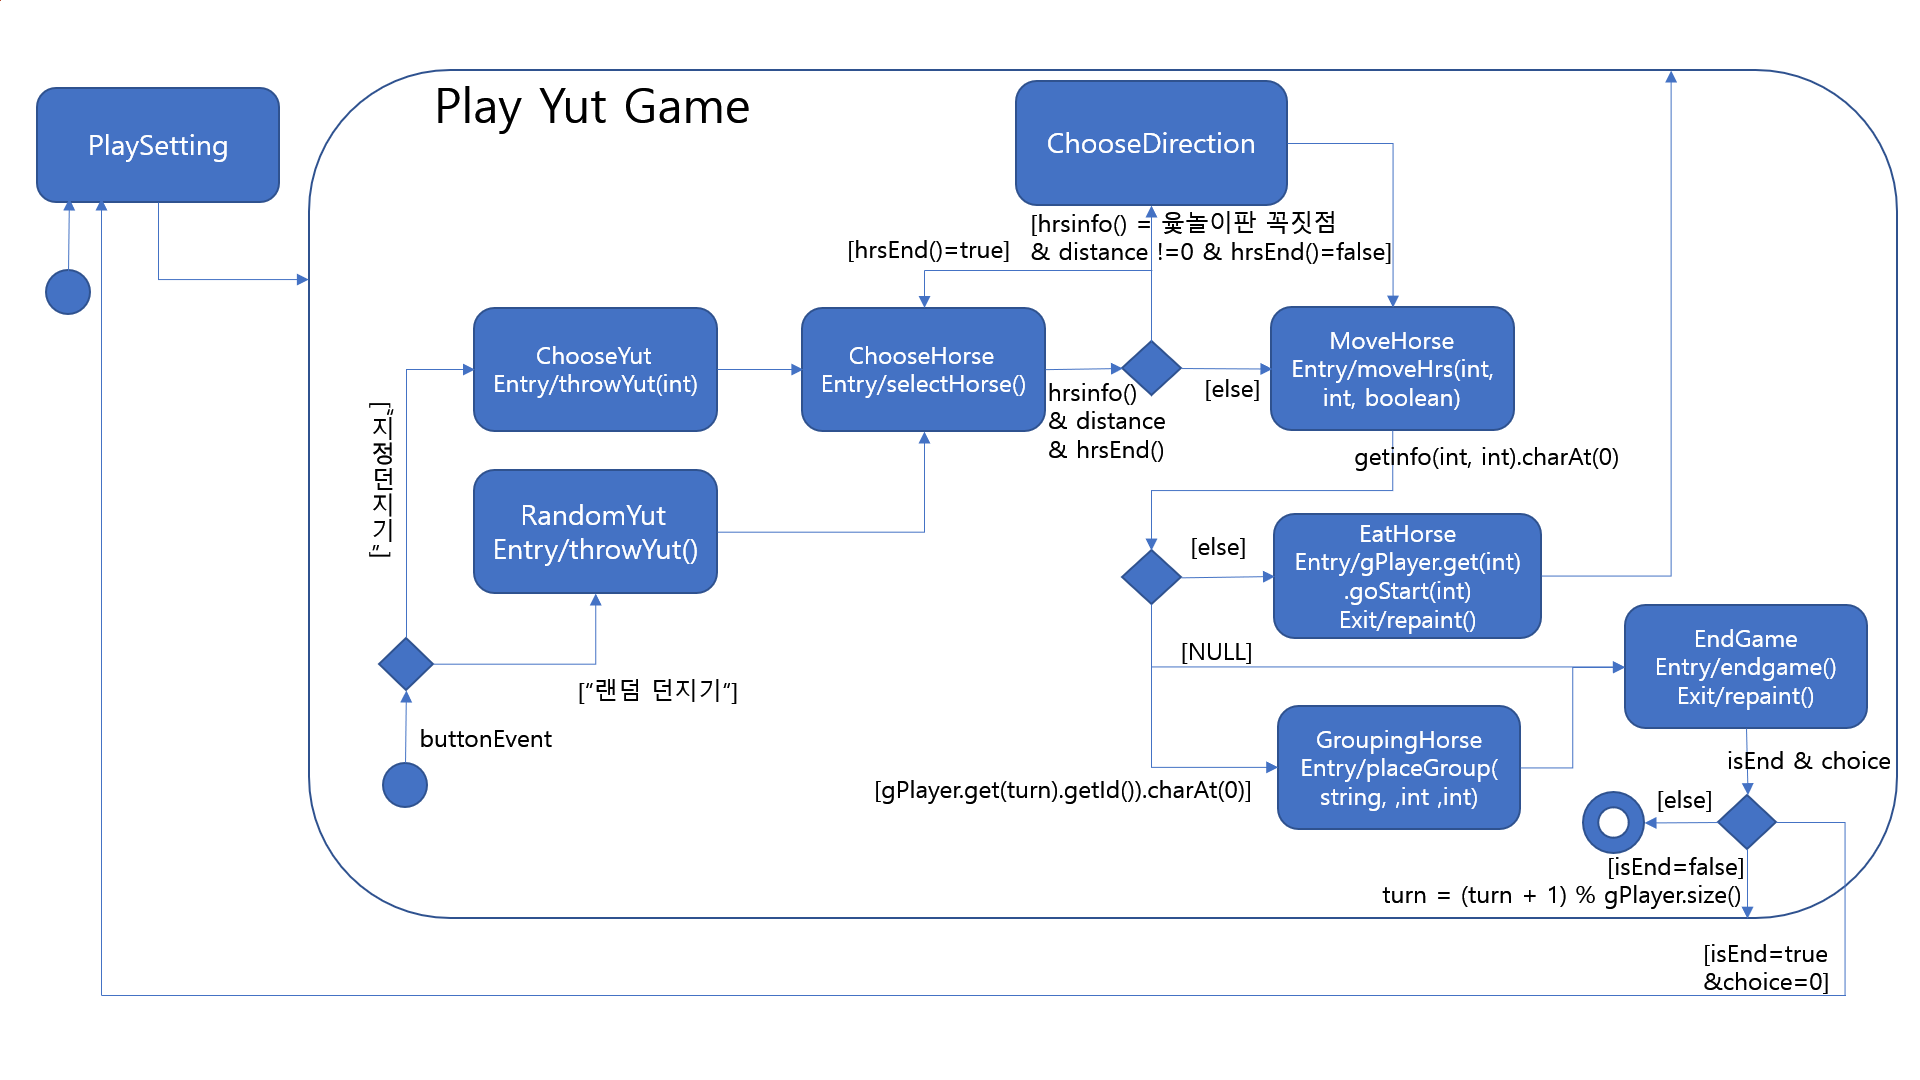 Play Yut Game
PlaySetting
ChooseDirection
[hrsinfo() = 윷놀이판 꼭짓점
& distance !=0 & hrsEnd()=false]
[hrsEnd()=true]
ChooseYut
Entry/throwYut(int)
ChooseHorse
Entry/selectHorse()
hrsinfo()
& distance
& hrsEnd()
[else]
MoveHorse
Entry/moveHrs(int,
int, boolean)
getinfo(int, int).charAt(0)
[“지정던지기”]
RandomYut
Entry/throwYut()
[“랜덤 던지기“]
buttonEvent
[else]
EatHorse
Entry/gPlayer.get(int)
.goStart(int)
Exit/repaint()
[NULL]
EndGame
Entry/endgame()
Exit/repaint()
GroupingHorse
Entry/placeGroup(
string, ,int ,int)
[gPlayer.get(turn).getId()).charAt(0)]
isEnd & choice
[else]
[isEnd=false]
turn = (turn + 1) % gPlayer.size()
[isEnd=true
&choice=0]